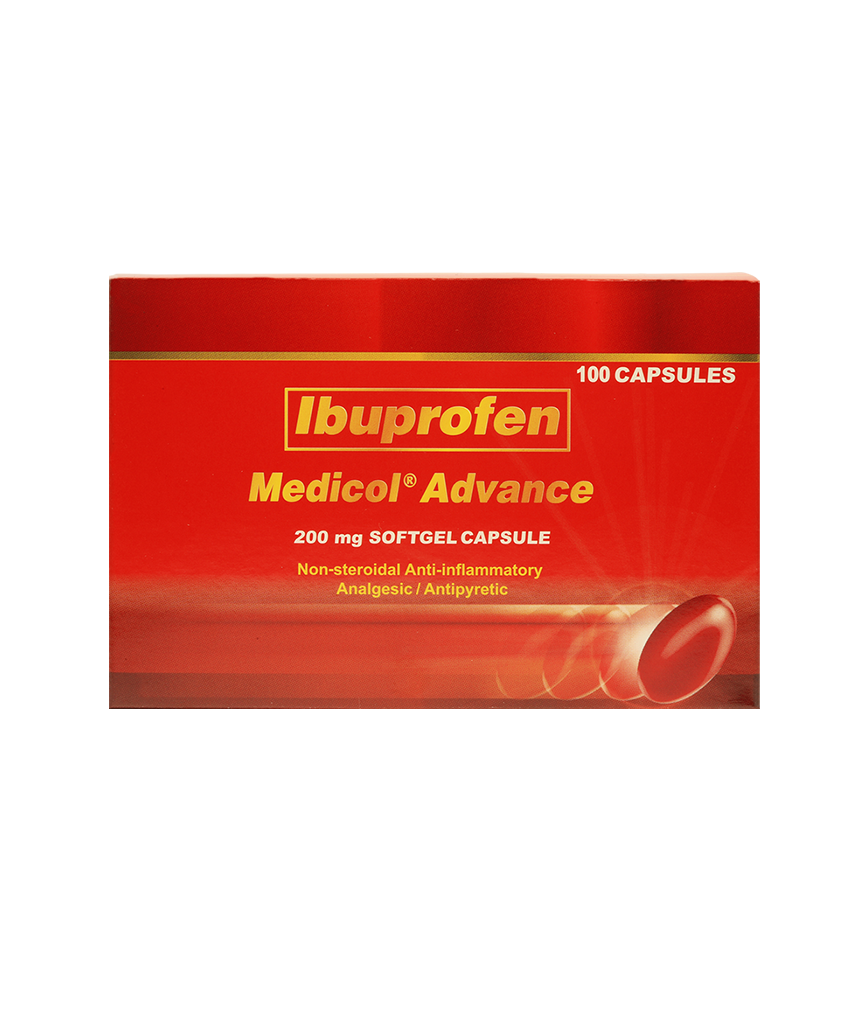 100 CAPSULES
Ibuprofen
Medicol® Advance
200 mg SOFTGEL CAPSULE
Non-steroidal Anti-inflammatory
Analgesic / Antipyretic